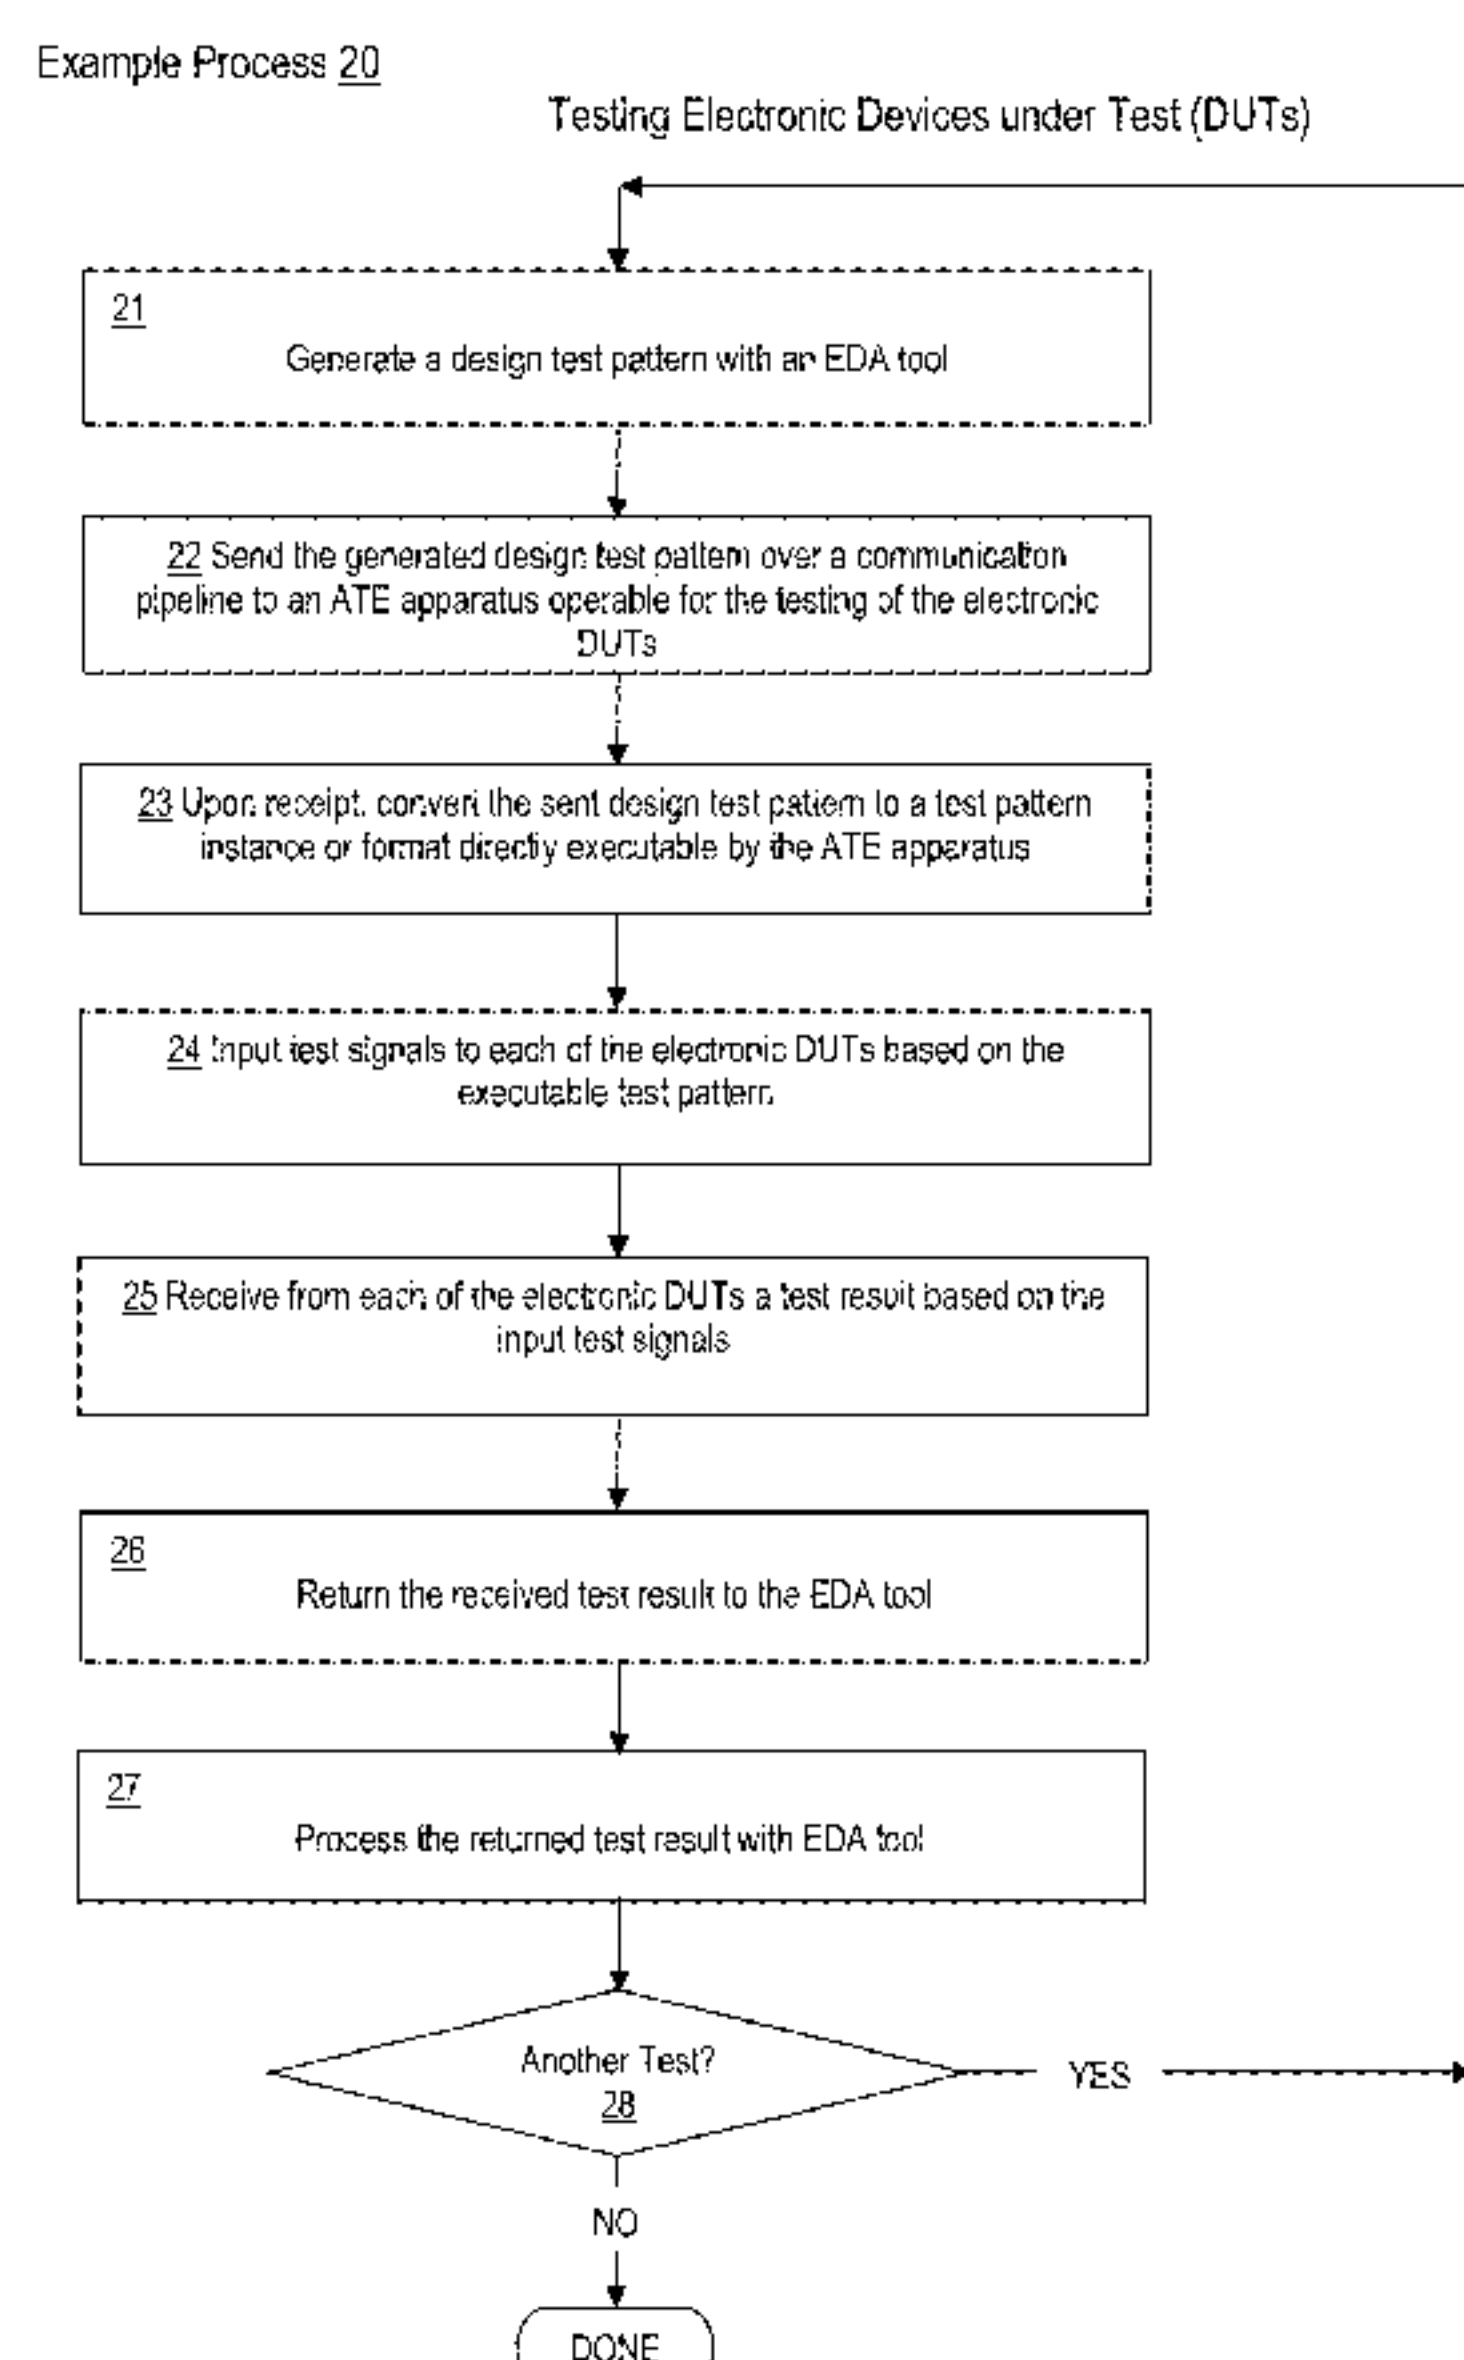 Example Process 20
Testing Electronic Devices under Test (DUTs)
21
Generate a design test pattern with an EDA tool
22 Send the generated design test pattern over a communication
pipeline to an ATE apparatus operable for the testing of the electronic
DUTs
23 Upon receipt, convert the sent design test pattern to a test pattern
instance or format directly executable by the ATE apparatus
24 Input test signals to each of the electronic DUTs based on the
executable test pattern
25 Receive from each of the electronic DUTs a test result based on the
input test signals
26
Return the received test result to the EDA tool
27
Process the returned test result with EDA tool
Another Test?
28
YES
NO
DONE